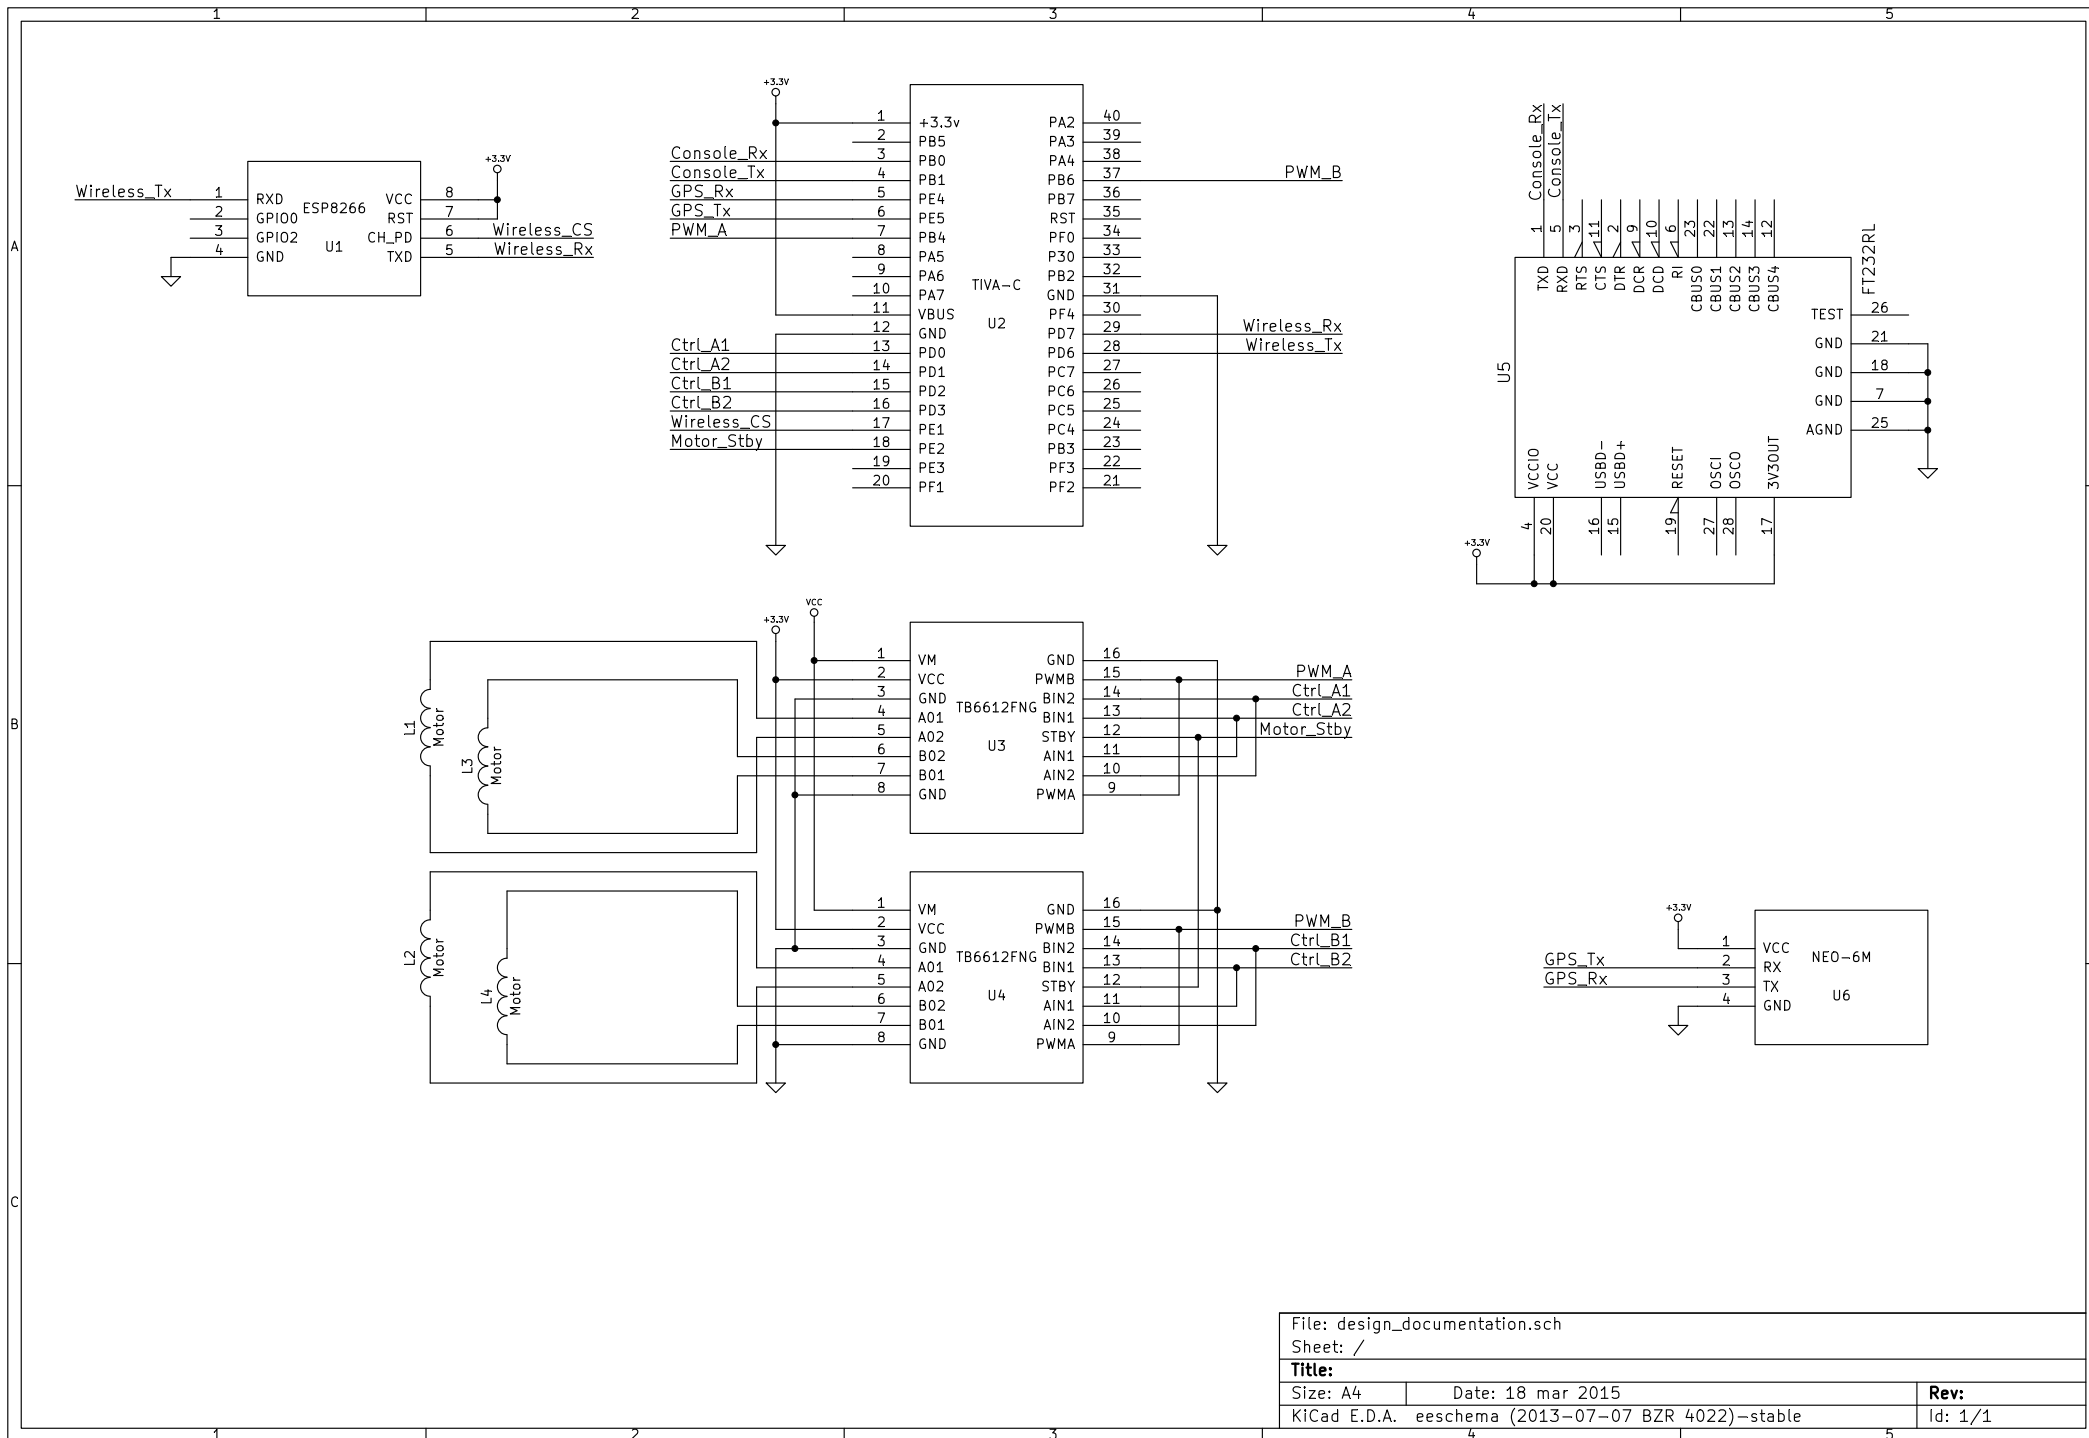 1 2 3 4 5
A
B
C
Wireless_Tx
1 RXD
2 GPIO0
3 GPIO2
4 GND
ESP8266
U1
VCC 8
RST 7
CH_PD 6
TXD 5
+3.3V
Wireless_CS
Wireless_Rx
+3.3V
Console_Rx
Console_Tx
GPS_Rx
GPS_Tx
PWM_A
Ctrl_A1
Ctrl_A2
Ctrl_B1
Ctrl_B2
Wireless_CS
Motor_Stby
1 +3.3v
2 PB5
3 PB0
4 PB1
5 PE4
6 PE5
7 PB4
8 PA5
9 PA6
10 PA7
11 VBUS
12 GND
13 PD0
14 PD1
15 PD2
16 PD3
17 PE1
18 PE2
19 PE3
20 PF1
TIVA-C
U2
PA2 40
PA3 39
PA4 38
PB6 37
PB7 36
RST 35
PF0 34
P30 33
PB2 32
GND 31
PF4 30
PD7 29
PD6 28
PC7 27
PC6 26
PC5 25
PC4 24
PB3 23
PF3 22
PF2 21
PWM_B
Wireless_Rx
Wireless_Tx
Console_Rx
Console_Tx
1 TXD
5 RXD
3 RTS
11 CTS
2 DTR
9 DCR
10 DCD
6 RI
23 CBUS0
22 CBUS1
13 CBUS2
14 CBUS3
12 CBUS4
FT232RL
U5
TEST 26
GND 21
GND 18
GND 7
AGND 25
4 VCCIO
20 VCC
16 USBD-
15 USBD+
19 RESET
27 OSCI
28 OSCO
17 3V3OUT
+3.3V
+3.3V
VCC
L1
Motor
L3
Motor
1 VM
2 VCC
3 GND
4 A01
5 A02
6 B02
7 B01
8 GND
TB6612FNG
U3
GND 16
PWMB 15
BIN2 14
BIN1 13
STBY 12
AIN1 11
AIN2 10
PWMA 9
PWM_A
Ctrl_A1
Ctrl_A2
Motor_Stby
L2
Motor
L4
Motor
1 VM
2 VCC
3 GND
4 A01
5 A02
6 B02
7 B01
8 GND
TB6612FNG
U4
GND 16
PWMB 15
BIN2 14
BIN1 13
STBY 12
AIN1 11
AIN2 10
PWMA 9
PWM_B
Ctrl_B1
Ctrl_B2
+3.3V
GPS_Tx
GPS_Rx
1 VCC
2 RX
3 TX
4 GND
NEO-6M
U6
File: design_documentation.sch
Sheet: /
Title:
Size: A4 Date: 18 mar 2015 Rev:
KiCad E.D.A. eeschema (2013-07-07 BZR 4022)-stable Id: 1/1
1 2 3 4 5